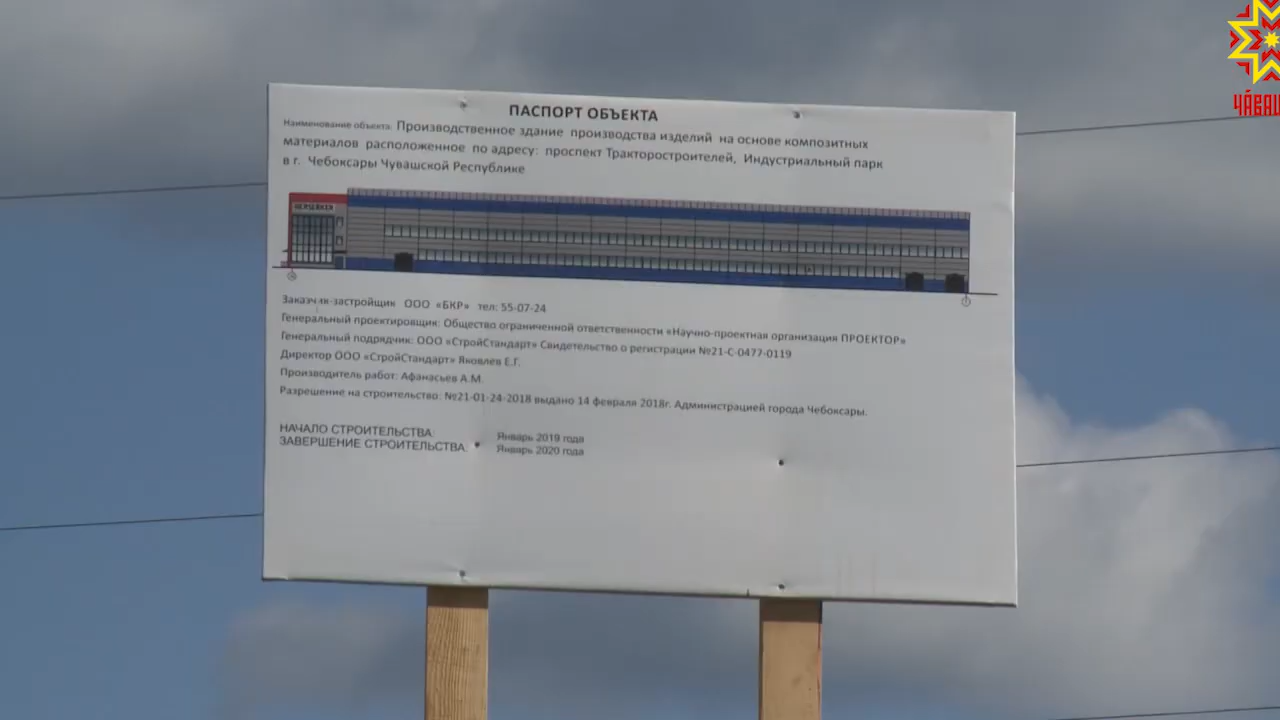 ПАСПОРТ ОБЪЕКТА
Наименование объекта: Производственное здание производства изделий на основе композитных
материалов расположенное по адресу: проспект Тракторостроителей, Индустриальный парк
в г. Чебоксары Чувашской Республике
Заказчик-застройщик ООО «БКР» тел: 55-07-24
Генеральный проектировщик: Общество ограниченной ответственности «Научно-проектная организация ПРОЕКТОР»
Генеральный подрядчик: ООО «СтройСтандарт» Свидетельство о регистрации №21-С-0477-0119
Директор ООО «СтройСтандарт» Яковлев Е.Г.
Производитель работ: Афанасьев А.М.
Разрешение на строительство: №21-01-24-2018 выдано 14 февраля 2018г. Администрацией города Чебоксары.
НАЧАЛО СТРОИТЕЛЬСТВА: Январь 2019 года
ЗАВЕРШЕНИЕ СТРОИТЕЛЬСТВА: Январь 2020 года